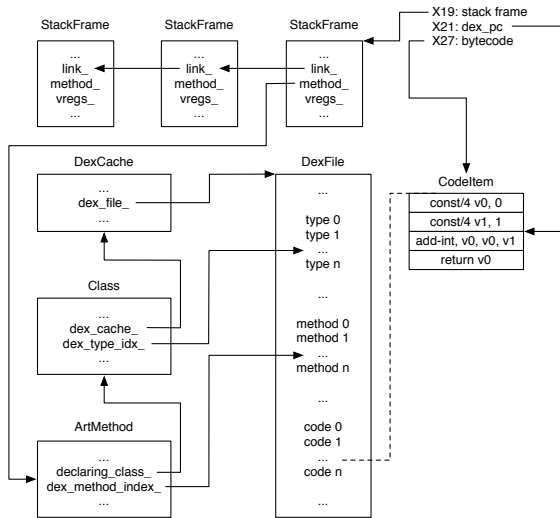 StackFrame
...
link_
method_
vregs_
...
StackFrame
...
link_
method_
vregs_
...
StackFrame
...
link_
method_
vregs_
...
X19: stack frame
X21: dex_pc
X27: bytecode
DexCache
...
dex_file_
...
Class
...
dex_cache_
dex_type_idx_
...
ArtMethod
...
declaring_class_
dex_method_index_
...
DexFile
...
type 0
type 1
...
type n
...
method 0
method 1
...
method n
...
code 0
code 1
...
code n
...
CodeItem
const/4 v0, 0
const/4 v1, 1
add-int, v0, v0, v1
return v0